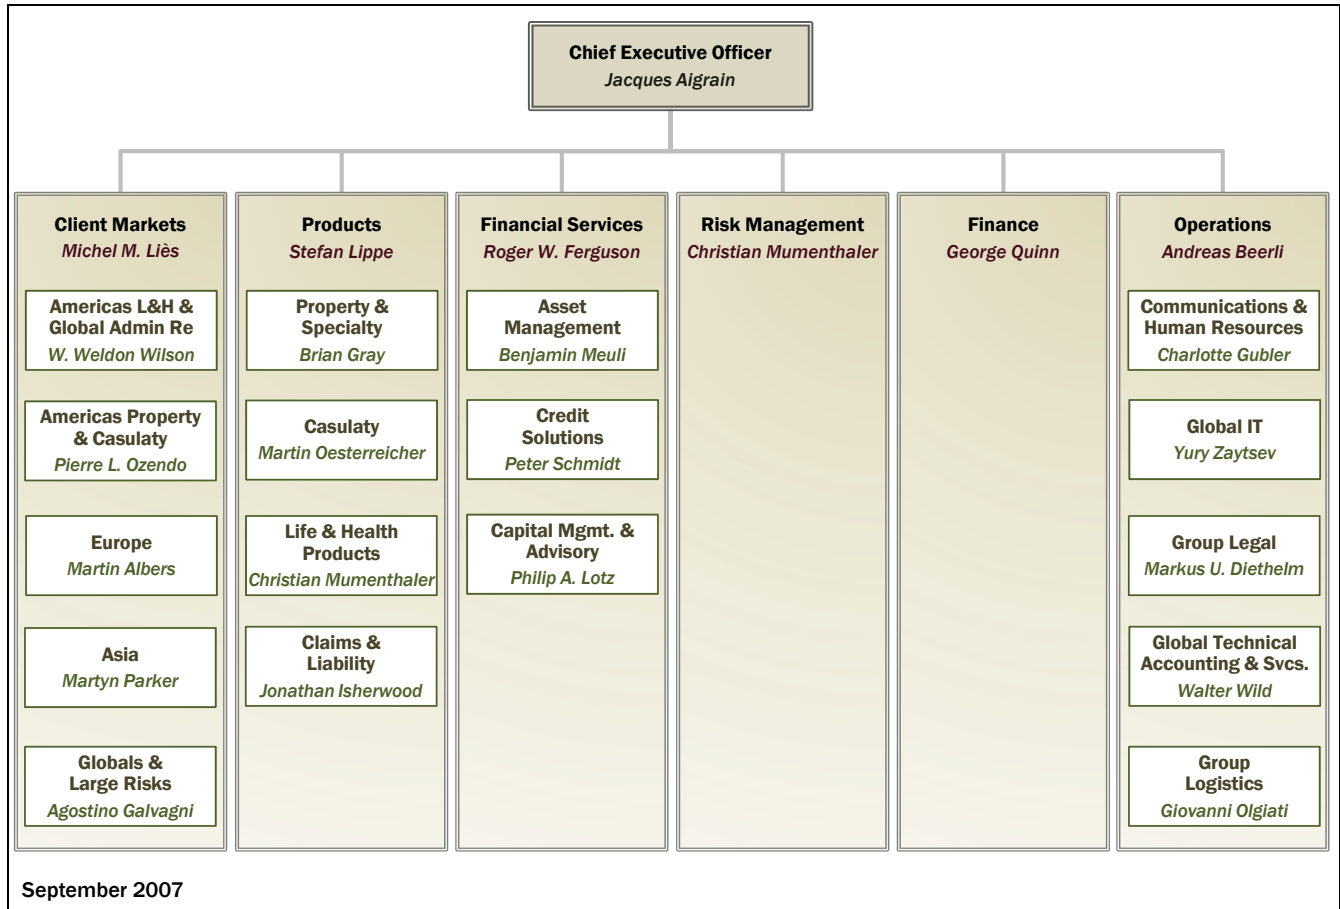 Chief Executive Officer
Jacques Aigrain
Client Markets
Michel M. Liès
Americas L&H &
Global Admin Re
W. Weldon Wilson
Americas Property
& Casulaty
Pierre L. Ozendo
Europe
Martin Albers
Asia
Martyn Parker
Globals &
Large Risks
Agostino Galvagni
Products
Stefan Lippe
Property &
Specialty
Brian Gray
Casulaty
Martin Oesterreicher
Life & Health
Products
Christian Mumenthaler
Claims &
Liability
Jonathan Isherwood
Financial Services
Roger W. Ferguson
Asset
Management
Benjamin Meuli
Credit
Solutions
Peter Schmidt
Capital Mgmt. &
Advisory
Philip A. Lotz
Risk Management
Christian Mumenthaler
Finance
George Quinn
Operations
Andreas Beerli
Communications &
Human Resources
Charlotte Gubler
Global IT
Yury Zaytsev
Group Legal
Markus U. Diethelm
Global Technical
Accounting & Svcs.
Walter Wild
Group
Logistics
Giovanni Olgiati
September 2007